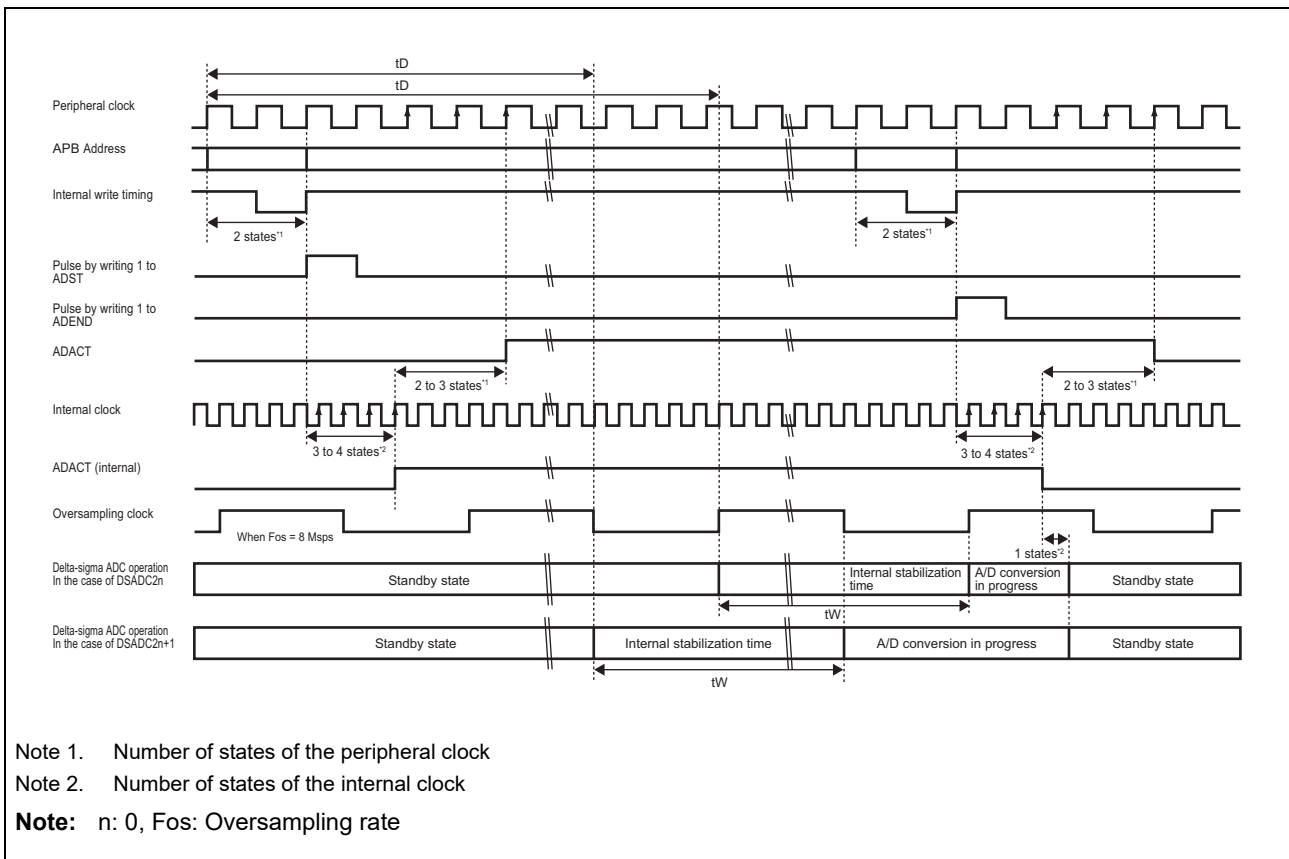 tD
tD
Peripheral clock
APB Address
Internal write timing
2 states*1
2 states*1
Pulse by writing 1 to
ADST
Pulse by writing 1 to
ADEND
ADACT
2 to 3 states*1
2 to 3 states*1
Internal clock
3 to 4 states*2
3 to 4 states*2
ADACT (internal)
Oversampling clock
When Fos = 8 Msps
1 states*2
Delta-sigma ADC operation
In the case of DSADC2n
Standby state
Internal stabilization
time
A/D conversion
in progress
Standby state
tW
Delta-sigma ADC operation
In the case of DSADC2n+1
Standby state
Internal stabilization time
A/D conversion in progress
Standby state
tW
Note 1. Number of states of the peripheral clock
Note 2. Number of states of the internal clock
Note: n: 0, Fos: Oversampling rate